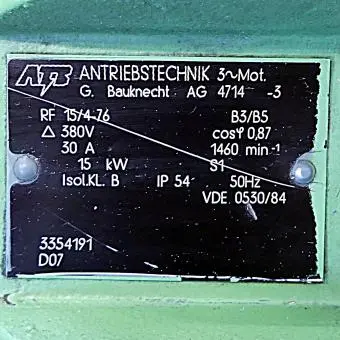 ATB ANTRIEBSTECHNIK 3~Mot.
G. Bauknecht AG 4714 -3
RF 15/4-76 B3/B5
△ 380V cosφ 0,87
30 A 1460 min⁻¹
15 kW S1
Isol.KL. B IP 54 50Hz
VDE 0530/84
3354191
D07